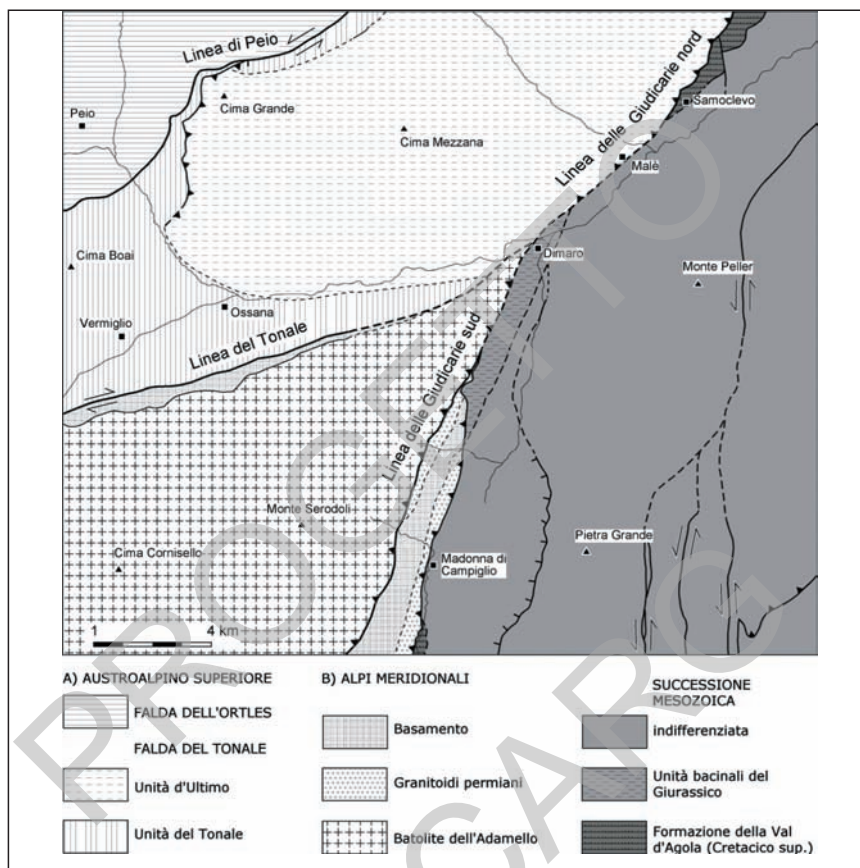 Linea di Peio
Peio
Cima Grande
Cima Mezzana
Linea delle Giudicarie nord
Samoclevo
Malè
Dimaro
Monte Peller
Cima Boai
Ossana
Vermiglio
Linea del Tonale
Linea delle Giudicarie sud
Monte Serodoli
Cima Cornisello
Madonna di
Campiglio
Pietra Grande
1 4 km
A) AUSTROALPINO SUPERIORE
FALDA DELL'ORTLES
FALDA DEL TONALE
Unità d'Ultimo
Unità del Tonale
B) ALPI MERIDIONALI
Basamento
Granitoidi permiani
Batolite dell'Adamello
SUCCESSIONE
MESOZOICA
indifferenziata
Unità bacinali del
Giurassico
Formazione della Val
d'Agola (Cretacico sup.)
PROGETTO
CARG